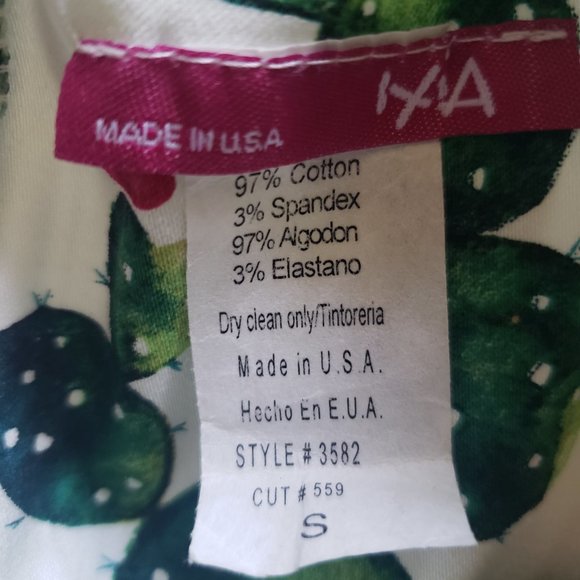 IXIA
MADE IN U.S.A
97% Cotton
3% Spandex
97% Algodon
3% Elastano
Dry clean only/Tintoreria
Made in U.S.A.
Hecho En E.U.A.
STYLE # 3582
CUT # 559
S